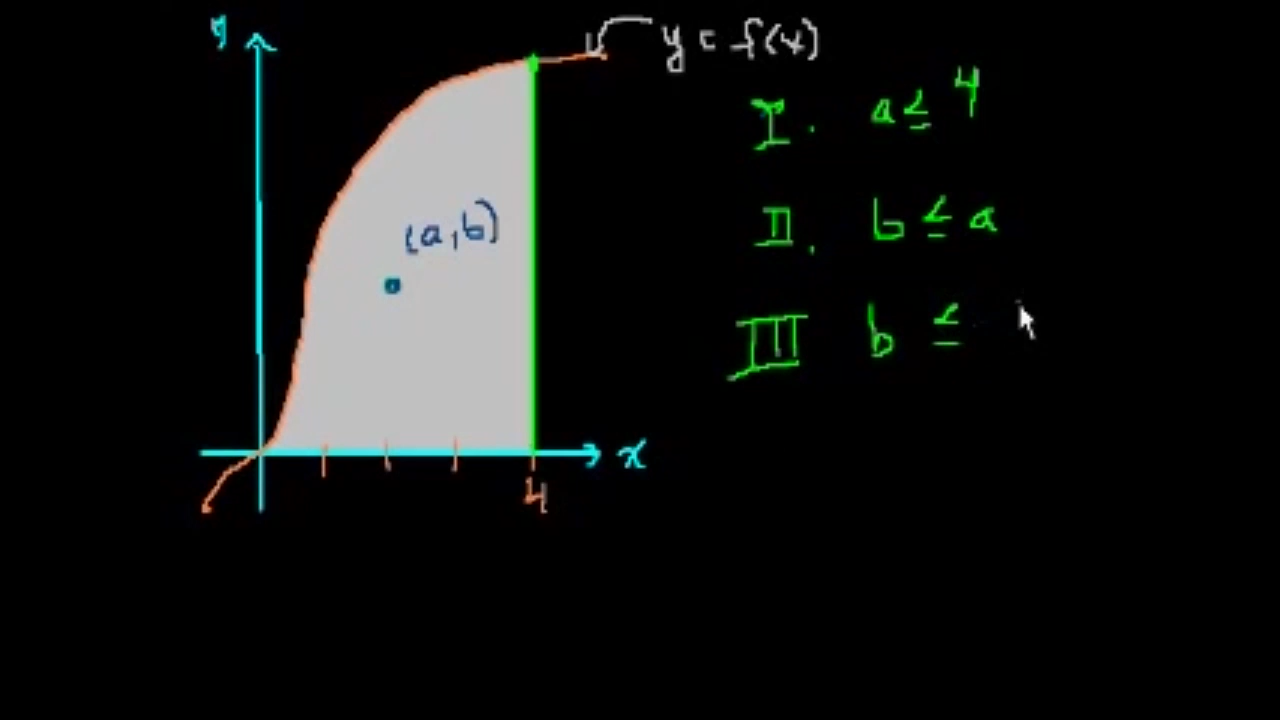 y
y = f(x)
I. a ≤ 4
II. b ≤ a
(a,b)
III b ≤
x
4